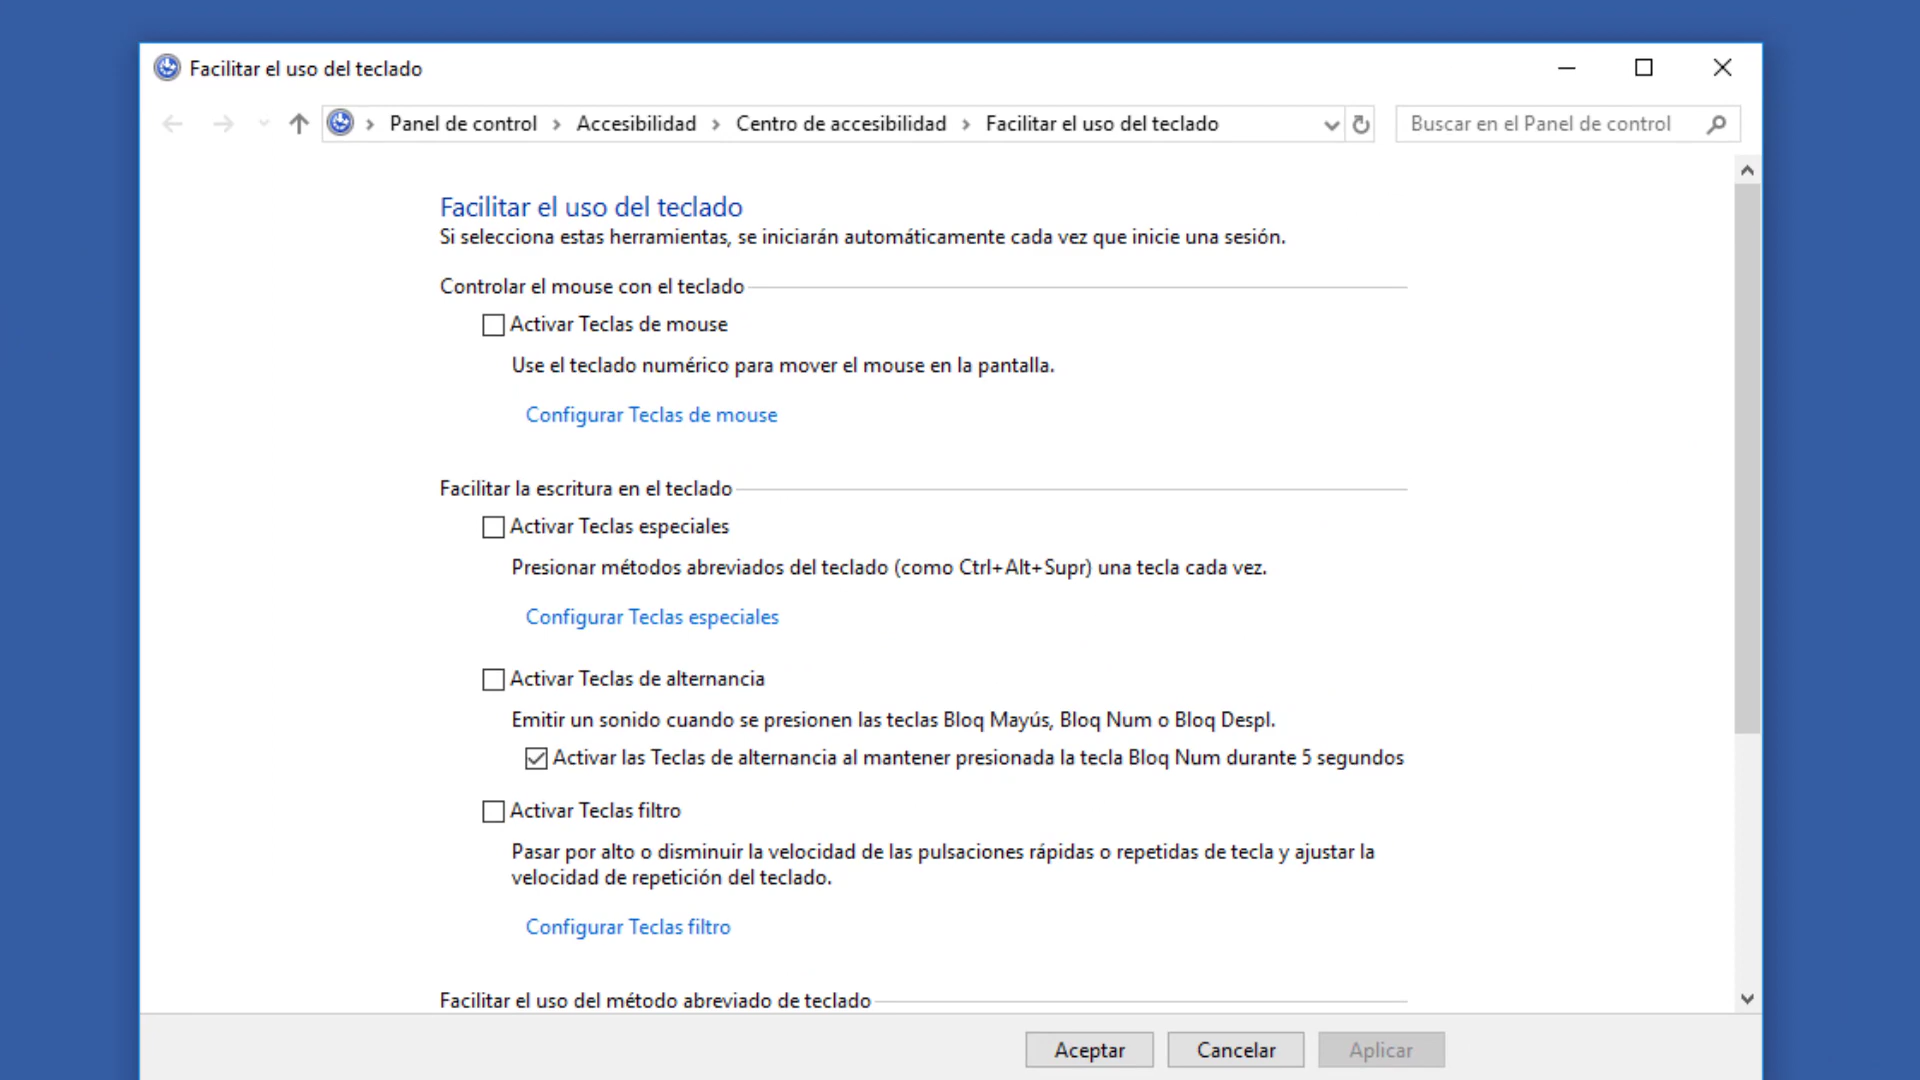 Facilitar el uso del teclado
Panel de control > Accesibilidad > Centro de accesibilidad > Facilitar el uso del teclado
Buscar en el Panel de control
Facilitar el uso del teclado
Si selecciona estas herramientas, se iniciarán automáticamente cada vez que inicie una sesión.
Controlar el mouse con el teclado
Activar Teclas de mouse
Use el teclado numérico para mover el mouse en la pantalla.
Configurar Teclas de mouse
Facilitar la escritura en el teclado
Activar Teclas especiales
Presionar métodos abreviados del teclado (como Ctrl+Alt+Supr) una tecla cada vez.
Configurar Teclas especiales
Activar Teclas de alternancia
Emitir un sonido cuando se presionen las teclas Bloq Mayús, Bloq Num o Bloq Despl.
Activar las Teclas de alternancia al mantener presionada la tecla Bloq Num durante 5 segundos
Activar Teclas filtro
Pasar por alto o disminuir la velocidad de las pulsaciones rápidas o repetidas de tecla y ajustar la
velocidad de repetición del teclado.
Configurar Teclas filtro
Facilitar el uso del método abreviado de teclado
Aceptar
Cancelar
Aplicar